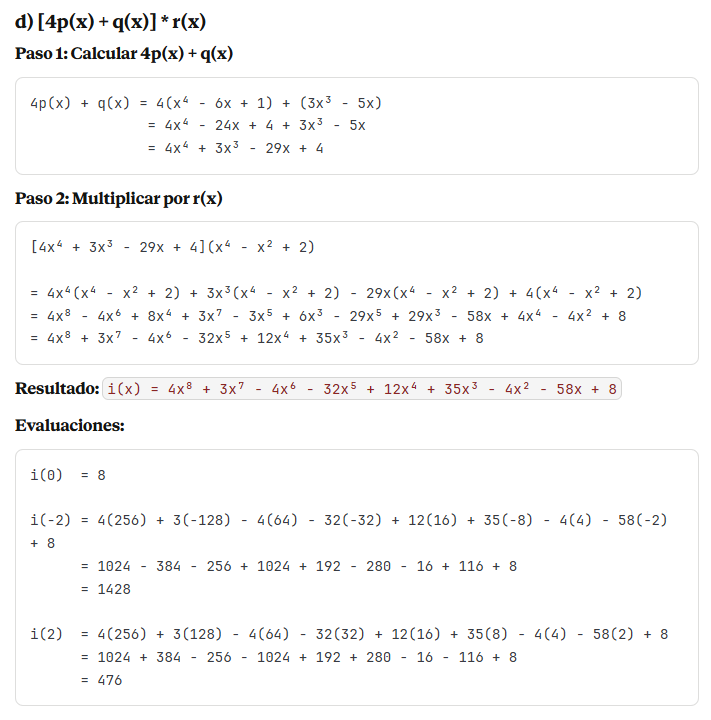 d) [4p(x) + q(x)] * r(x)
Paso 1: Calcular 4p(x) + q(x)
4p(x) + q(x) = 4(x⁴ - 6x + 1) + (3x³ - 5x)
= 4x⁴ - 24x + 4 + 3x³ - 5x
= 4x⁴ + 3x³ - 29x + 4
Paso 2: Multiplicar por r(x)
[4x⁴ + 3x³ - 29x + 4](x⁴ - x² + 2)
= 4x⁴(x⁴ - x² + 2) + 3x³(x⁴ - x² + 2) - 29x(x⁴ - x² + 2) + 4(x⁴ - x² + 2)
= 4x⁸ - 4x⁶ + 8x⁴ + 3x⁷ - 3x⁵ + 6x³ - 29x⁵ + 29x³ - 58x + 4x⁴ - 4x² + 8
= 4x⁸ + 3x⁷ - 4x⁶ - 32x⁵ + 12x⁴ + 35x³ - 4x² - 58x + 8
Resultado: i(x) = 4x⁸ + 3x⁷ - 4x⁶ - 32x⁵ + 12x⁴ + 35x³ - 4x² - 58x + 8
Evaluaciones:
i(0) = 8
i(-2) = 4(256) + 3(-128) - 4(64) - 32(-32) + 12(16) + 35(-8) - 4(4) - 58(-2)
+ 8
= 1024 - 384 - 256 + 1024 + 192 - 280 - 16 + 116 + 8
= 1428
i(2) = 4(256) + 3(128) - 4(64) - 32(32) + 12(16) + 35(8) - 4(4) - 58(2) + 8
= 1024 + 384 - 256 - 1024 + 192 + 280 - 16 - 116 + 8
= 476